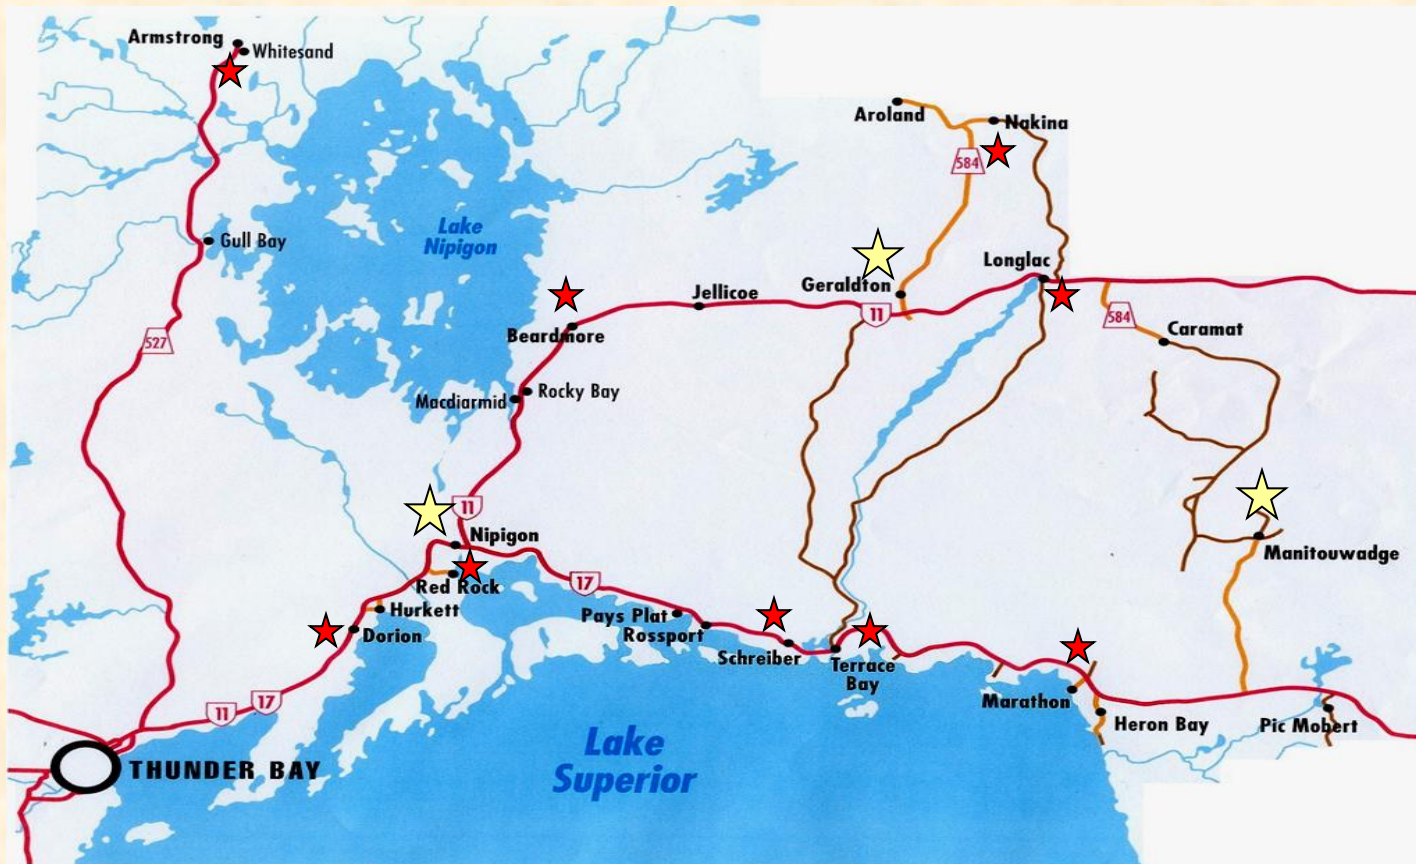 Armstrong
Whitesand
Aroland
Nakina
584
Lake
Nipigon
Gull Bay
Longlac
Geraldton
Jellicoe
11
584
Caramat
527
Beardmore
Rocky Bay
Macdiarmid
11
Nipigon
Manitouwadge
Red Rock
17
Hurkett
Pays Plat
Dorion
Rossport
Schreiber
Terrace
Bay
Marathon
11
17
Heron Bay
Pic Mobert
THUNDER BAY
Lake
Superior